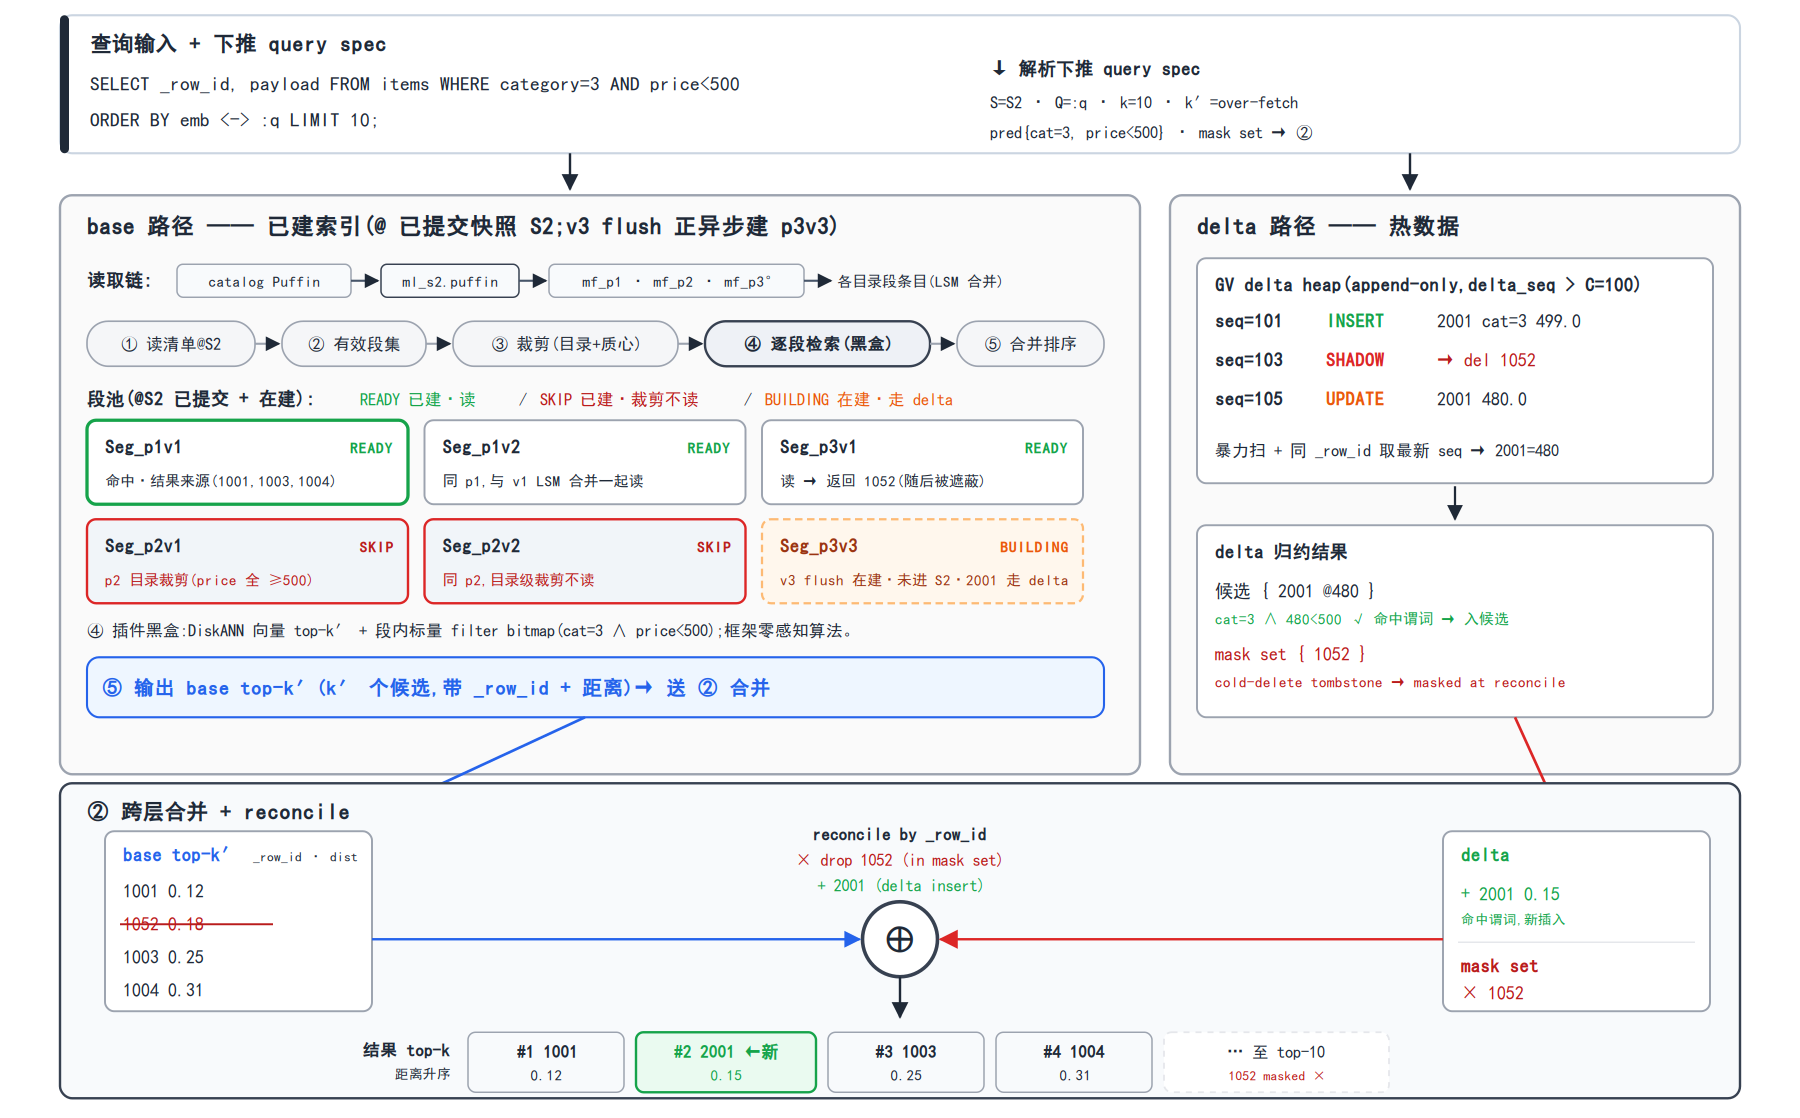 查询输入 + 下推 query spec
SELECT _row_id, payload FROM items WHERE category=3 AND price<500
ORDER BY emb <-> :q LIMIT 10;
↓ 解析下推 query spec
S=S2 · Q=:q · k=10 · k′=over-fetch
pred{cat=3, price<500} · mask set → ②
base 路径 —— 已建索引(@ 已提交快照 S2;v3 flush 正异步建 p3v3)
读取链: catalog Puffin ml_s2.puffin mf_p1 · mf_p2 · mf_p3° 各目录段条目(LSM 合并)
① 读清单@S2 ② 有效段集 ③ 裁剪(目录+质心) ④ 逐段检索(黑盒) ⑤ 合并排序
段池(@S2 已提交 + 在建): READY 已建·读 / SKIP 已建·裁剪不读 / BUILDING 在建·走 delta
Seg_p1v1 READY
命中·结果来源(1001,1003,1004)
Seg_p1v2 READY
同 p1,与 v1 LSM 合并一起读
Seg_p3v1 READY
读 → 返回 1052(随后被遮蔽)
Seg_p2v1 SKIP
p2 目录裁剪(price 全 ≥500)
Seg_p2v2 SKIP
同 p2,目录级裁剪不读
Seg_p3v3 BUILDING
v3 flush 在建·未进 S2·2001 走 delta
④ 插件黑盒:DiskANN 向量 top-k′ + 段内标量 filter bitmap(cat=3 ∧ price<500);框架零感知算法。
⑤ 输出 base top-k′(k′ 个候选,带 _row_id + 距离)→ 送 ② 合并
delta 路径 —— 热数据
GV delta heap(append-only,delta_seq > C=100)
seq=101 INSERT 2001 cat=3 499.0
seq=103 SHADOW → del 1052
seq=105 UPDATE 2001 480.0
暴力扫 + 同 _row_id 取最新 seq → 2001=480
delta 归约结果
候选 { 2001 @480 }
cat=3 ∧ 480<500 √ 命中谓词 → 入候选
mask set { 1052 }
cold-delete tombstone → masked at reconcile
② 跨层合并 + reconcile
base top-k′ _row_id · dist
1001 0.12
1052 0.18
1003 0.25
1004 0.31
reconcile by _row_id
× drop 1052 (in mask set)
+ 2001 (delta insert)
⊕
delta
+ 2001 0.15
命中谓词,新插入
mask set
× 1052
结果 top-k
距离升序
#1 1001
0.12
#2 2001 ←新
0.15
#3 1003
0.25
#4 1004
0.31
⋯ 至 top-10
1052 masked ×